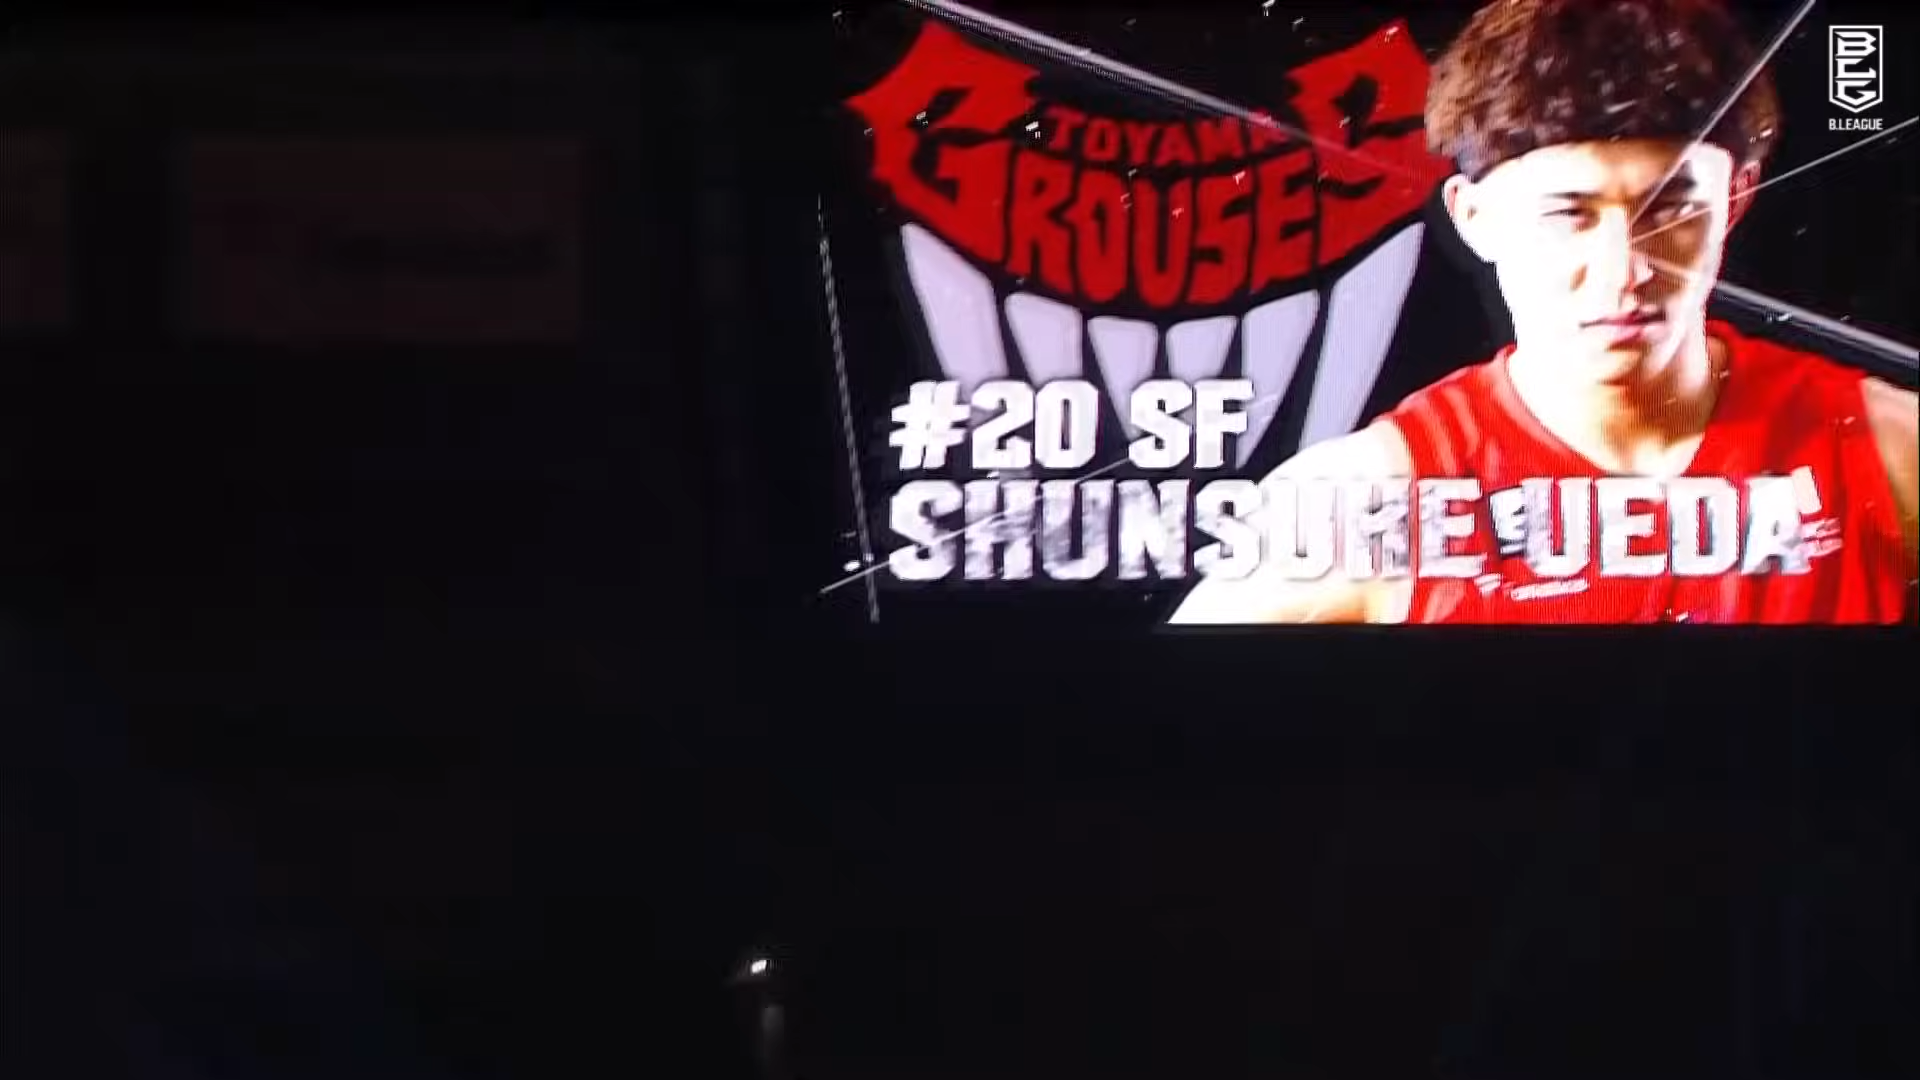 TOYAMA
GROUSES
#20 SF
SHUNSUKE UEDA
B.LEAGUE